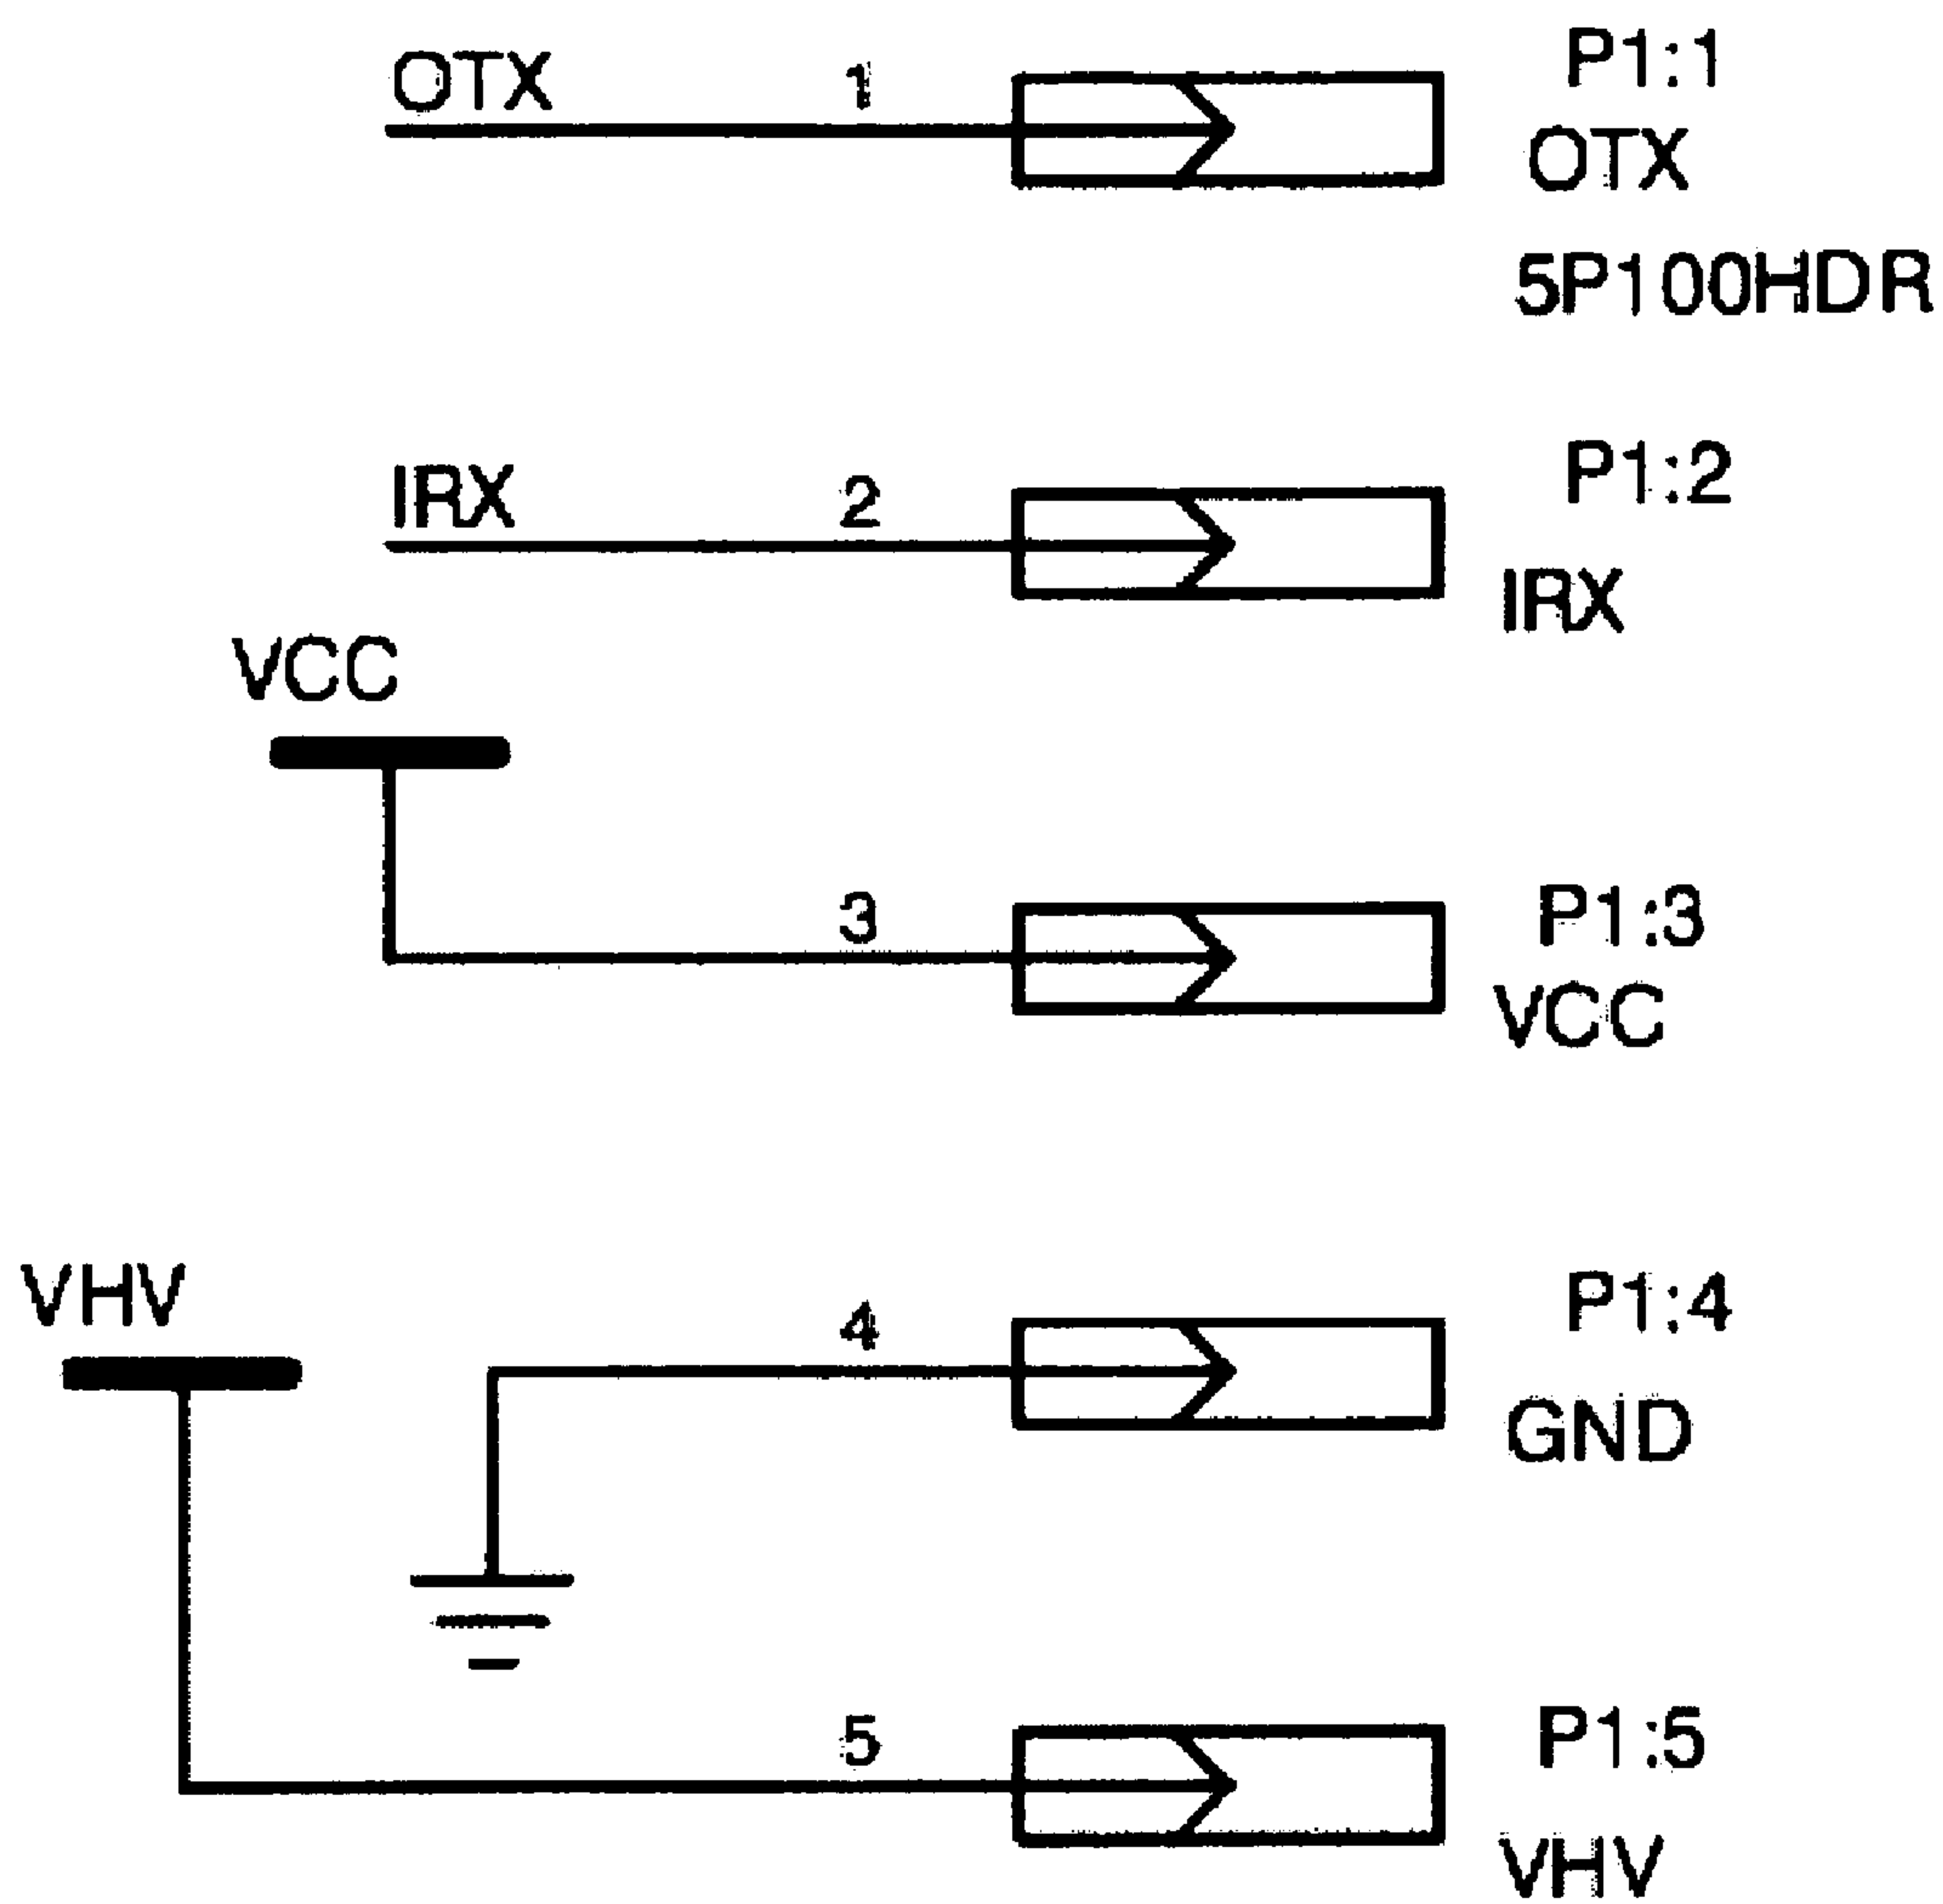 OTX 1 P1:1
OTX
5P100HDR
IRX 2 P1:2
IRX
VCC
3 P1:3
VCC
VHV 4 P1:4
GND
5 P1:5
VHV